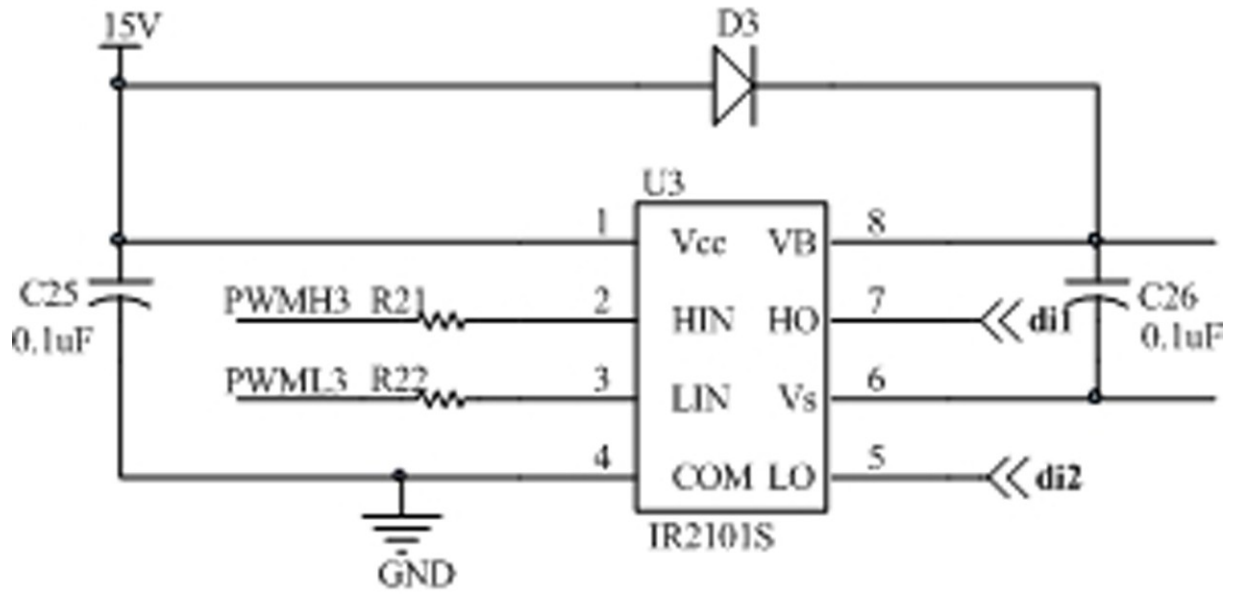 15V
D3
U3
1 Vcc VB 8
C25
0.1uF
PWMH3 R21 2 HIN HO 7 di1
C26
0.1uF
PWML3 R22 3 LIN Vs 6
4 COM LO 5 di2
IR2101S
GND